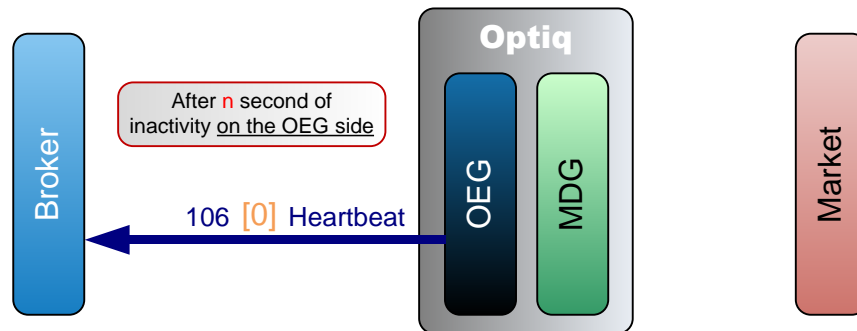 Optiq
After n second of
inactivity on the OEG side
Broker
OEG
MDG
Market
106 [0] Heartbeat